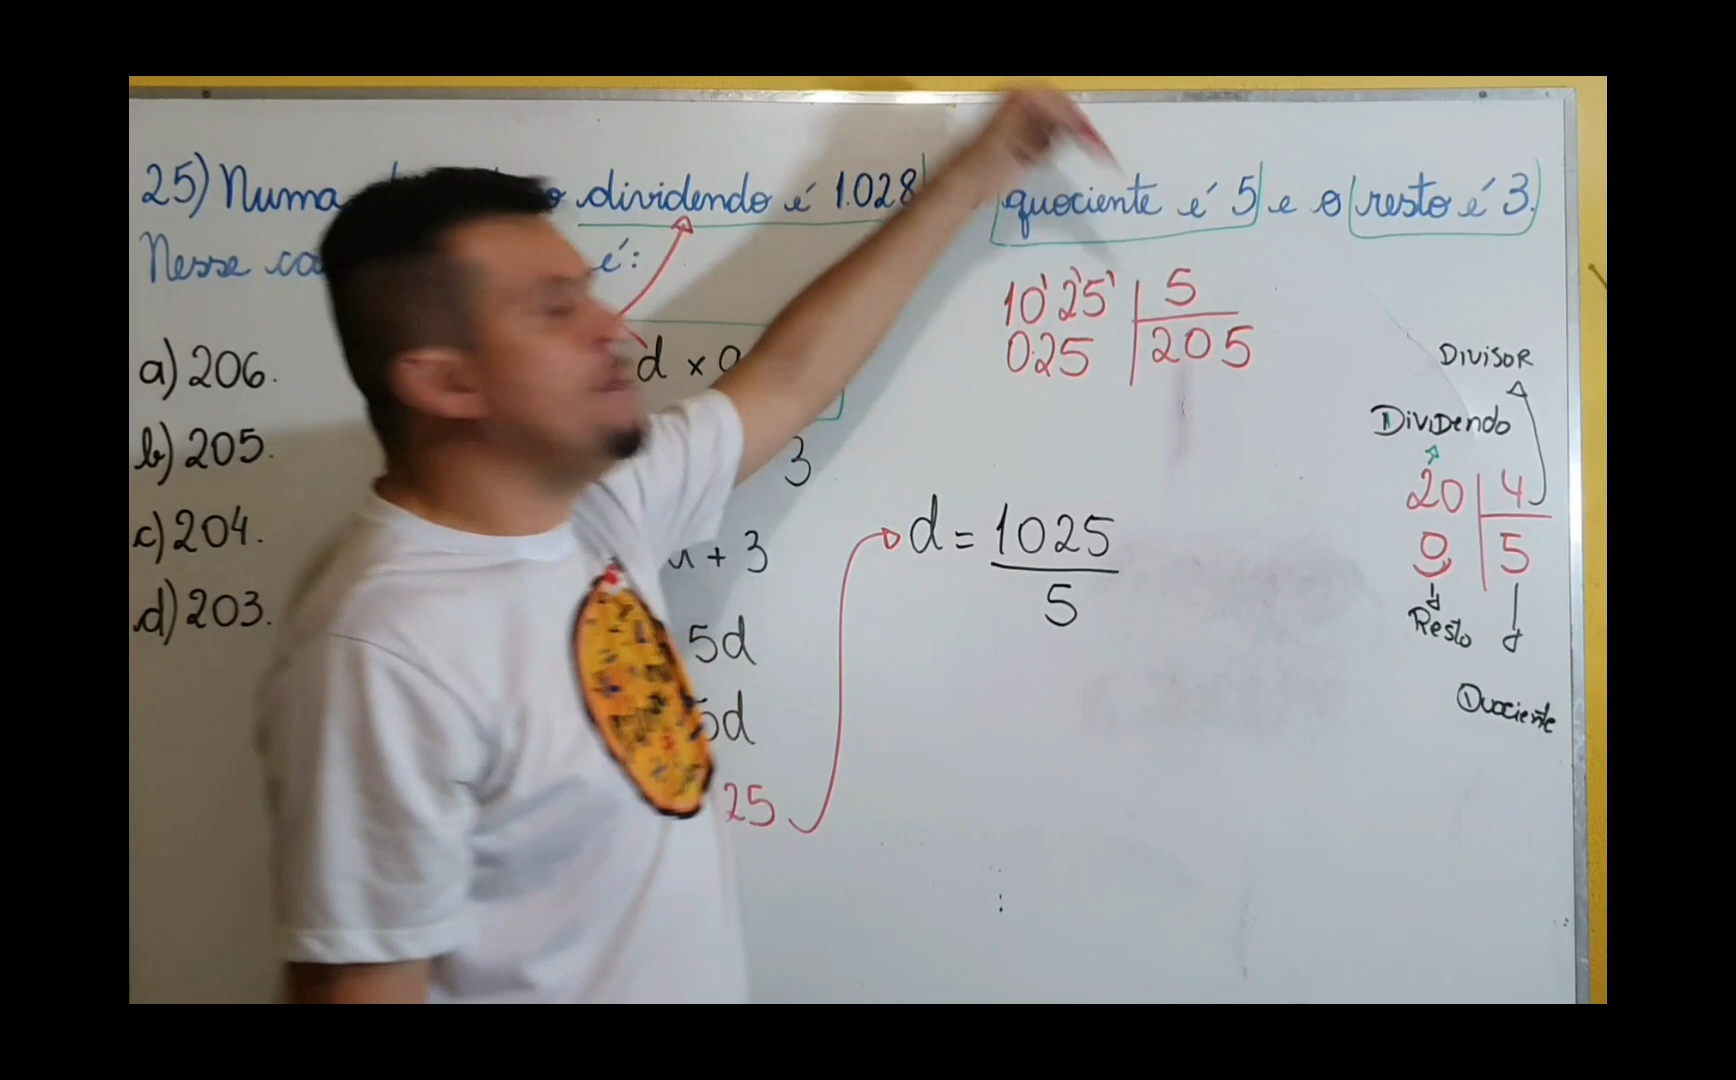 25) Numa dividendo é 1.028 quociente é 5 e o resto é 3.
Nesse é:
a) 206.
b) 205.
c) 204.
d) 203.
d x
3
+ 3
5d
5d
25
d = 1025
5
10'25' 5
025 205
DIVISOR
Dividendo
20 4
0 5
Resto
Quociente